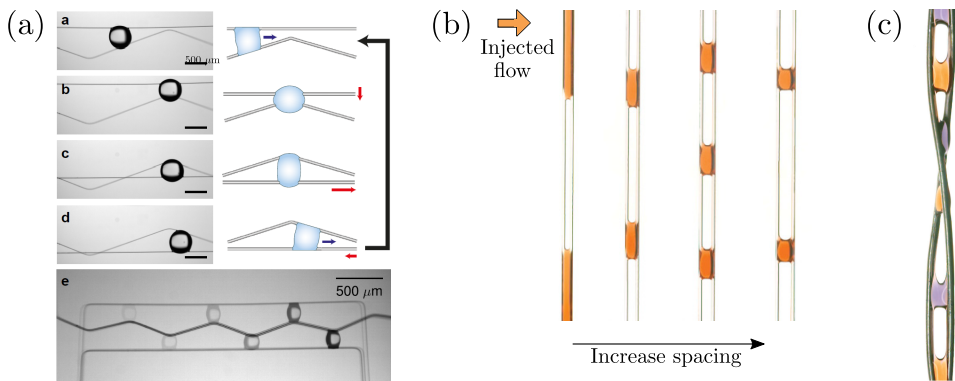 (a)
a
500 μm
b
c
d
e
500 μm
(b)
Injected
flow
Increase spacing
(c)